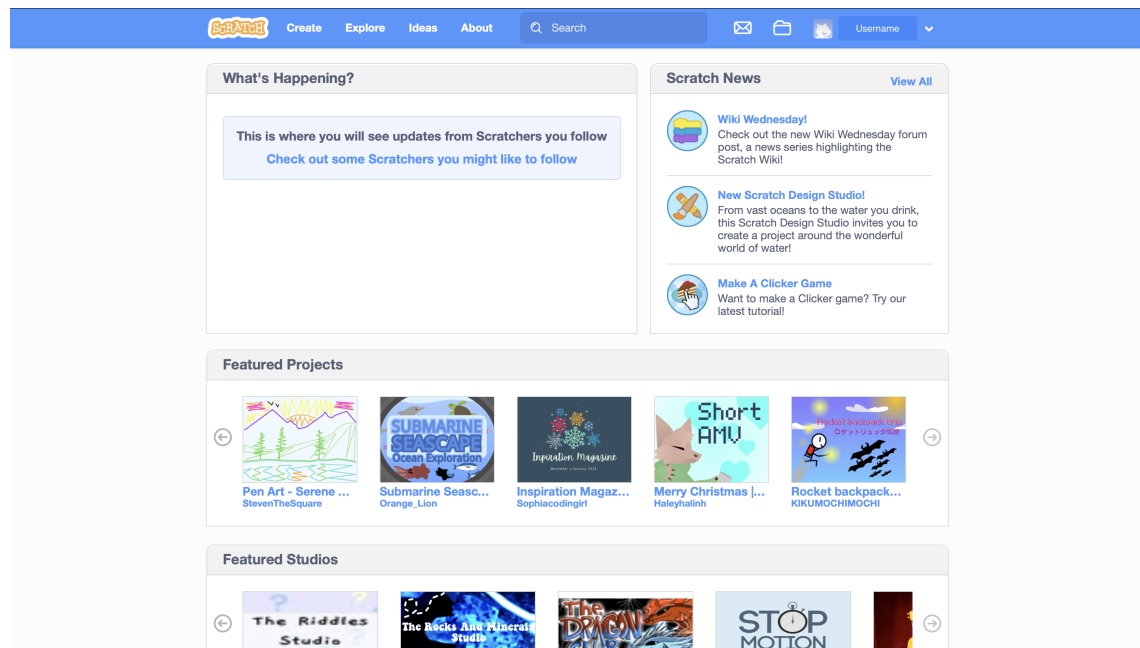 SCRATCH Create Explore Ideas About Search Username
What's Happening?
This is where you will see updates from Scratchers you follow
Check out some Scratchers you might like to follow
Scratch News View All
Wiki Wednesday!
Check out the new Wiki Wednesday forum
post, a news series highlighting the
Scratch Wiki!
New Scratch Design Studio!
From vast oceans to the water you drink,
this Scratch Design Studio invites you to
create a project around the wonderful
world of water!
Make A Clicker Game
Want to make a Clicker game? Try our
latest tutorial!
Featured Projects
SUBMARINE
SEASCAPE
Ocean Exploration
Inpiration Magazine
Short
AMV
Rocket backpack trip
ロケットリュックの旅
Pen Art - Serene ...
StevenTheSquare
Submarine Seasc...
Orange_Lion
Inspiration Magaz...
Sophiacodingirl
Merry Christmas |...
Haleyhalinh
Rocket backpack...
KIKUMOCHIMOCHI
Featured Studios
The Riddles
Studio
The Rocks And Minerals
Studio
The
DRAGON
CLUB
STOP
MOTION